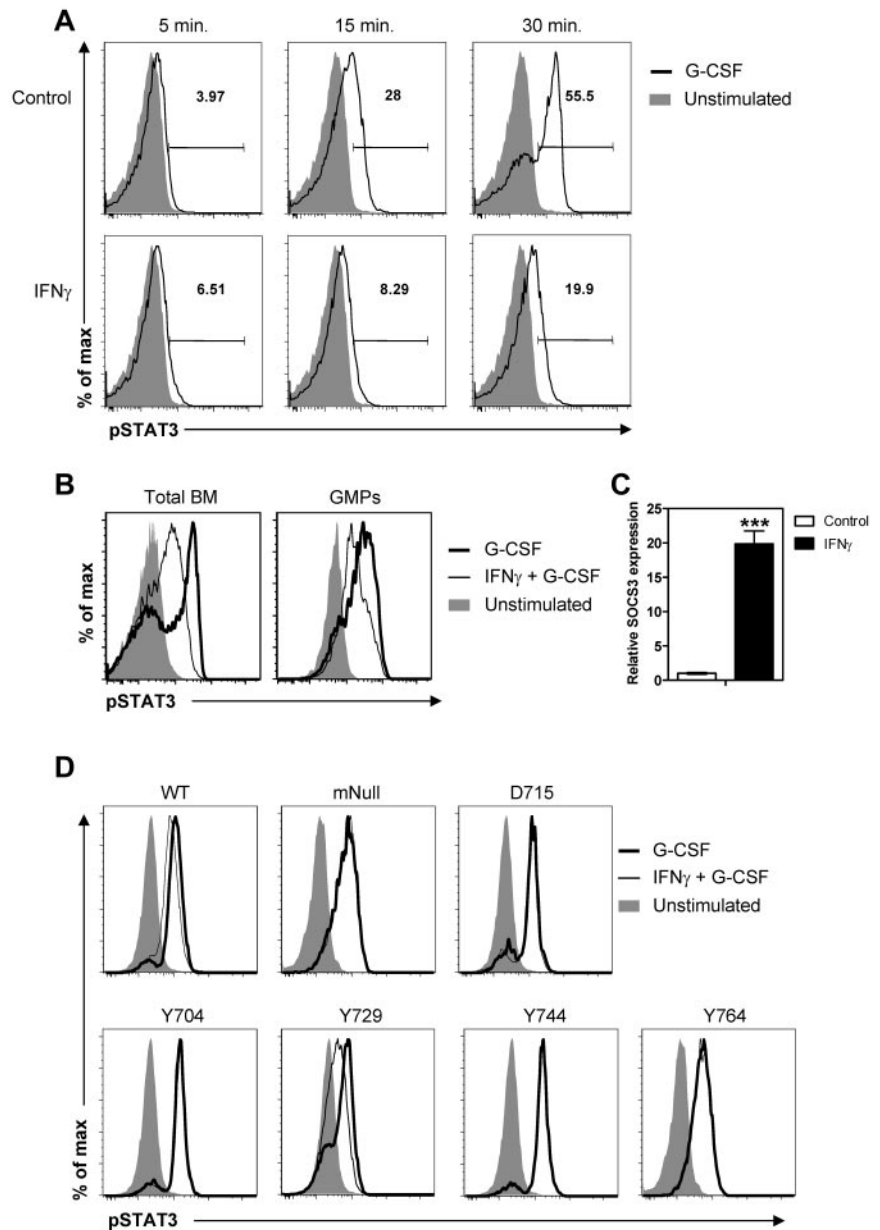 A
5 min.
15 min.
30 min.
Control
3.97
28
55.5
G-CSF
Unstimulated
IFNγ
6.51
8.29
19.9
% of max
pSTAT3
B
Total BM
GMPs
G-CSF
IFNγ + G-CSF
Unstimulated
% of max
pSTAT3
C
Relative SOCS3 expression
25
20
15
10
5
0
***
Control
IFNγ
D
WT
mNull
D715
G-CSF
IFNγ + G-CSF
Unstimulated
Y704
Y729
Y744
Y764
% of max
pSTAT3